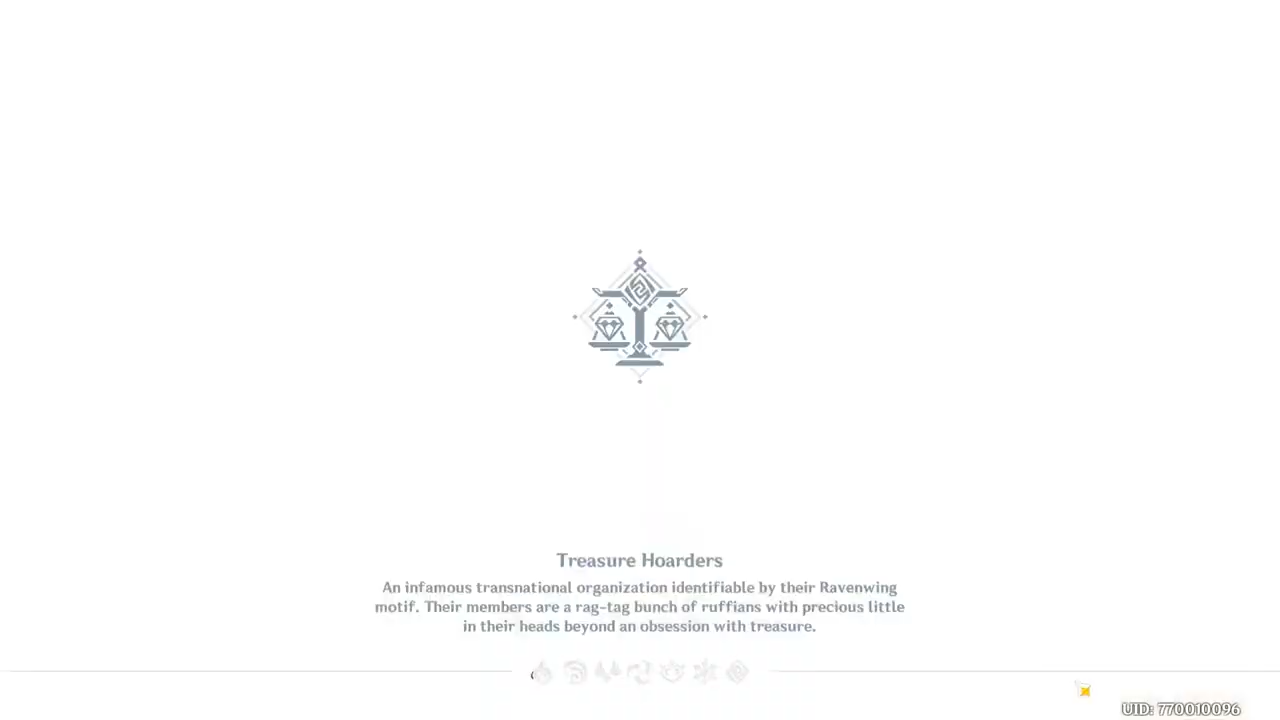 Treasure Hoarders
An infamous transnational organization identifiable by their Ravenwing
motif. Their members are a rag-tag bunch of ruffians with precious little
in their heads beyond an obsession with treasure.
UID: 770010096